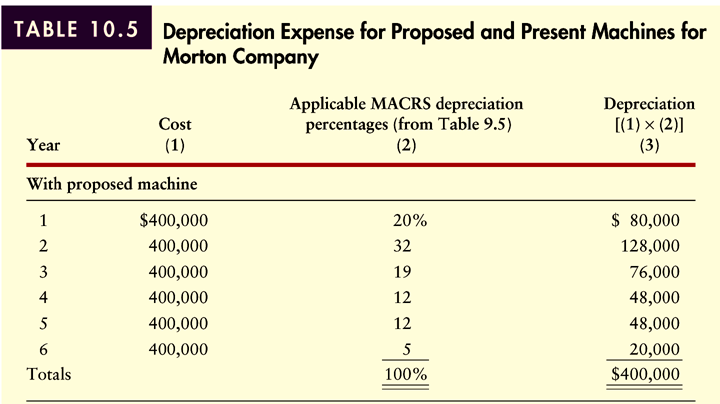 TABLE 10.5 Depreciation Expense for Proposed and Present Machines for
Morton Company
Applicable MACRS depreciation Depreciation
Cost percentages (from Table 9.5) [(1) × (2)]
Year (1) (2) (3)
With proposed machine
1 $400,000 20% $ 80,000
2 400,000 32 128,000
3 400,000 19 76,000
4 400,000 12 48,000
5 400,000 12 48,000
6 400,000 5 20,000
Totals 100% $400,000